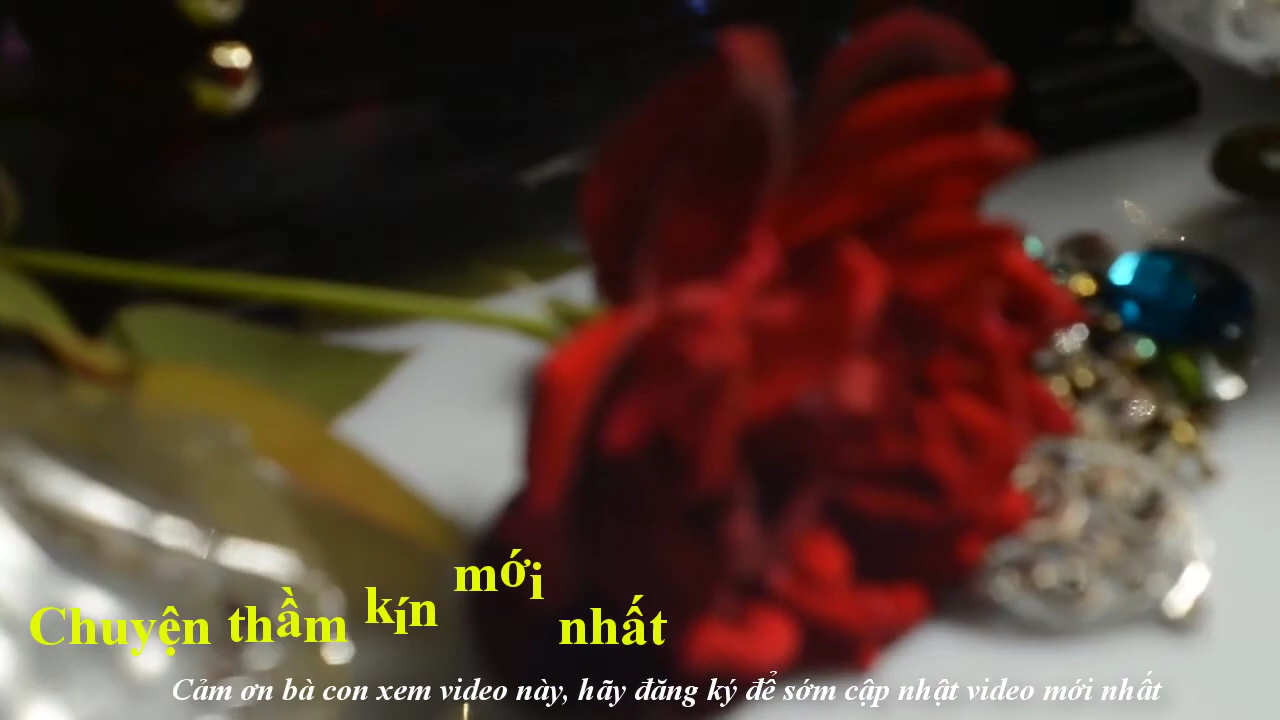 Chuyện thầm kín mới nhất
Cảm ơn bà con xem video này, hãy đăng ký để sớm cập nhật video mới nhất